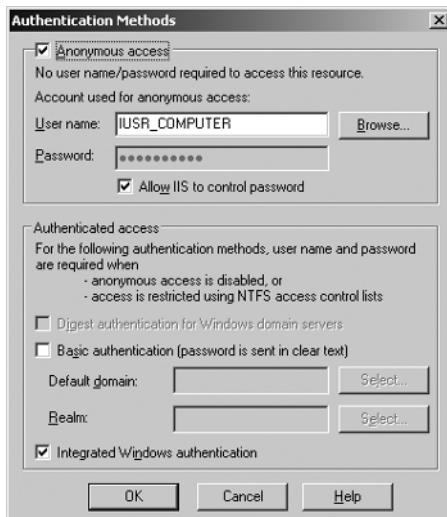 Authentication Methods
Anonymous access
No user name/password required to access this resource.
Account used for anonymous access:
User name: IUSR_COMPUTER Browse...
Password: ●●●●●●●●●●
Allow IIS to control password
Authenticated access
For the following authentication methods, user name and password
are required when
- anonymous access is disabled, or
- access is restricted using NTFS access control lists
Digest authentication for Windows domain servers
Basic authentication (password is sent in clear text)
Default domain: Select...
Realm: Select...
Integrated Windows authentication
OK Cancel Help